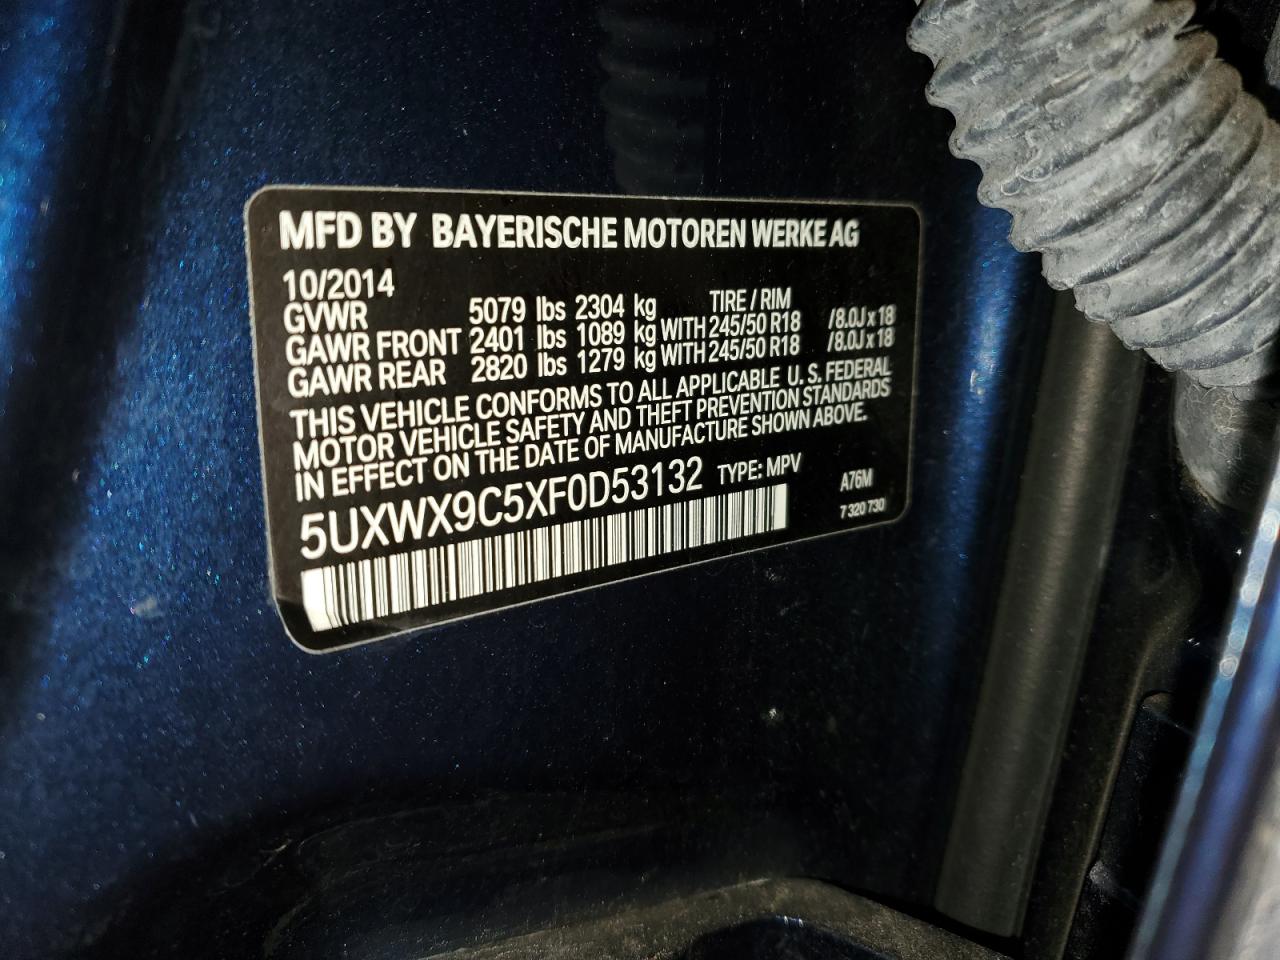 MFD BY BAYERISCHE MOTOREN WERKE AG
10/2014 TIRE / RIM
GVWR 5079 lbs 2304 kg
GAWR FRONT 2401 lbs 1089 kg WITH 245/50 R18 /8.0J x 18
GAWR REAR 2820 lbs 1279 kg WITH 245/50 R18 /8.0J x 18
THIS VEHICLE CONFORMS TO ALL APPLICABLE U.S. FEDERAL
MOTOR VEHICLE SAFETY AND THEFT PREVENTION STANDARDS
IN EFFECT ON THE DATE OF MANUFACTURE SHOWN ABOVE.
5UXWX9C5XF0D53132 TYPE: MPV A76M
7 320 730